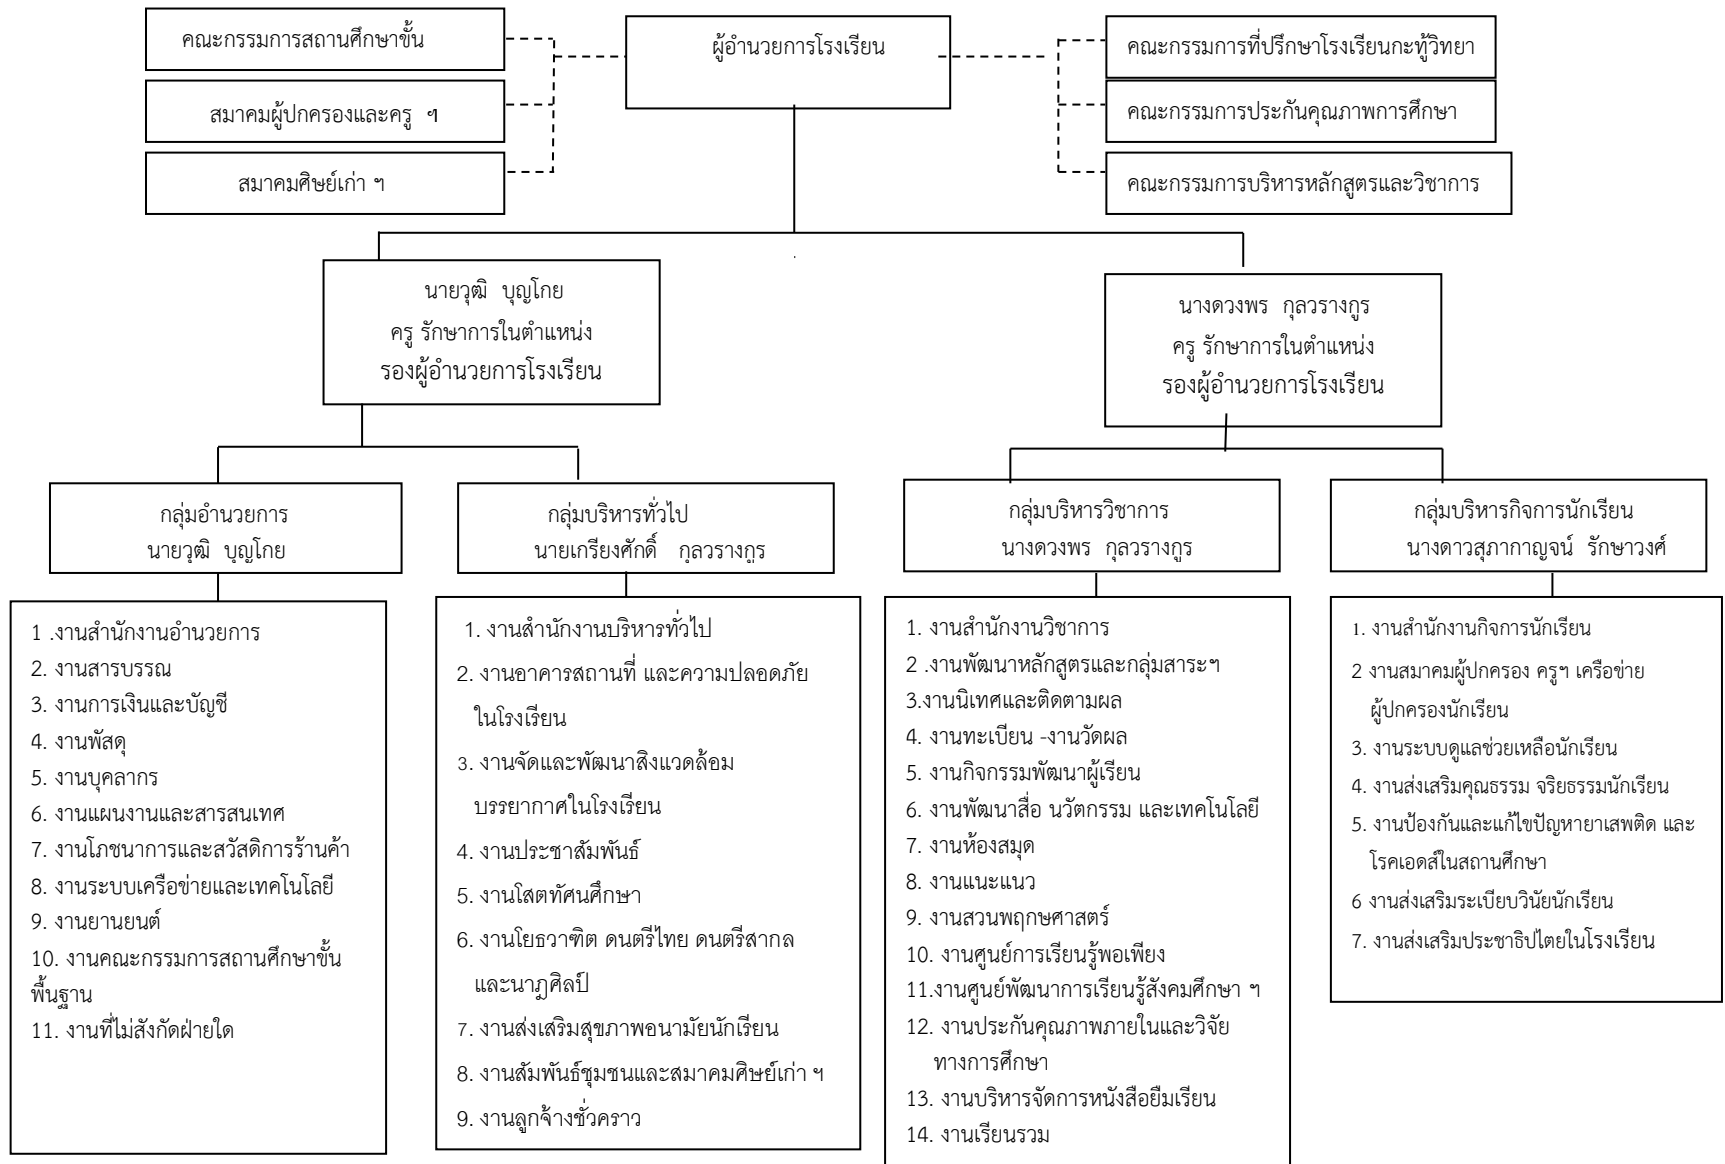 คณะกรรมการสถานศึกษาขั้น
สมาคมผู้ปกครองและครู ฯ
สมาคมศิษย์เก่า ฯ
ผู้อำนวยการโรงเรียน
คณะกรรมการที่ปรึกษาโรงเรียนกะทู้วิทยา
คณะกรรมการประกันคุณภาพการศึกษา
คณะกรรมการบริหารหลักสูตรและวิชาการ
นายวุฒิ บุญโกย
ครู รักษาการในตำแหน่ง
รองผู้อำนวยการโรงเรียน
นางดวงพร กุลวรางกูร
ครู รักษาการในตำแหน่ง
รองผู้อำนวยการโรงเรียน
กลุ่มอำนวยการ
นายวุฒิ บุญโกย
กลุ่มบริหารทั่วไป
นายเกรียงศักดิ์ กุลวรางกูร
กลุ่มบริหารวิชาการ
นางดวงพร กุลวรางกูร
กลุ่มบริหารกิจการนักเรียน
นางดาวสุภากาญจน์ รักษาวงศ์
1 .งานสำนักงานอำนวยการ
2. งานสารบรรณ
3. งานการเงินและบัญชี
4. งานพัสดุ
5. งานบุคลากร
6. งานแผนงานและสารสนเทศ
7. งานโภชนาการและสวัสดิการร้านค้า
8. งานระบบเครือข่ายและเทคโนโลยี
9. งานยานยนต์
10. งานคณะกรรมการสถานศึกษาขั้น
พื้นฐาน
11. งานที่ไม่สังกัดฝ่ายใด
1. งานสำนักงานบริหารทั่วไป
2. งานอาคารสถานที่ และความปลอดภัย
ในโรงเรียน
3. งานจัดและพัฒนาสิ่งแวดล้อม
บรรยากาศในโรงเรียน
4. งานประชาสัมพันธ์
5. งานโสตทัศนศึกษา
6. งานโยธวาฑิต ดนตรีไทย ดนตรีสากล
และนาฏศิลป์
7. งานส่งเสริมสุขภาพอนามัยนักเรียน
8. งานสัมพันธ์ชุมชนและสมาคมศิษย์เก่า ฯ
9. งานลูกจ้างชั่วคราว
1. งานสำนักงานวิชาการ
2 .งานพัฒนาหลักสูตรและกลุ่มสาระฯ
3.งานนิเทศและติดตามผล
4. งานทะเบียน -งานวัดผล
5. งานกิจกรรมพัฒนาผู้เรียน
6. งานพัฒนาสื่อ นวัตกรรม และเทคโนโลยี
7. งานห้องสมุด
8. งานแนะแนว
9. งานสวนพฤกษศาสตร์
10. งานศูนย์การเรียนรู้พอเพียง
11.งานศูนย์พัฒนาการเรียนรู้สังคมศึกษา ฯ
12. งานประกันคุณภาพภายในและวิจัย
ทางการศึกษา
13. งานบริหารจัดการหนังสือยืมเรียน
14. งานเรียนรวม
1. งานสำนักงานกิจการนักเรียน
2 งานสมาคมผู้ปกครอง ครูฯ เครือข่าย
ผู้ปกครองนักเรียน
3. งานระบบดูแลช่วยเหลือนักเรียน
4. งานส่งเสริมคุณธรรม จริยธรรมนักเรียน
5. งานป้องกันและแก้ไขปัญหายาเสพติด และ
โรคเอดส์ในสถานศึกษา
6 งานส่งเสริมระเบียบวินัยนักเรียน
7. งานส่งเสริมประชาธิปไตยในโรงเรียน